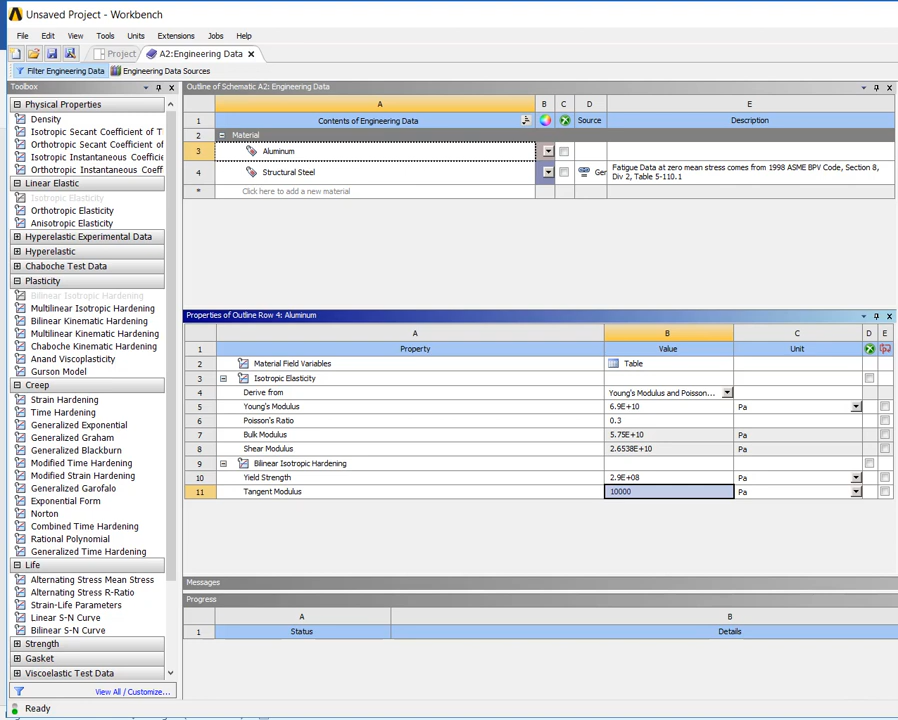 Unsaved Project - Workbench
File Edit View Tools Units Extensions Jobs Help
Project A2:Engineering Data
Filter Engineering Data Engineering Data Sources
Toolbox
Physical Properties
Density
Isotropic Secant Coefficient of T
Orthotropic Secant Coefficient of
Isotropic Instantaneous Coefficie
Orthotropic Instantaneous Coeff
Linear Elastic
Isotropic Elasticity
Orthotropic Elasticity
Anisotropic Elasticity
Hyperelastic Experimental Data
Hyperelastic
Chaboche Test Data
Plasticity
Bilinear Isotropic Hardening
Multilinear Isotropic Hardening
Bilinear Kinematic Hardening
Multilinear Kinematic Hardening
Chaboche Kinematic Hardening
Anand Viscoplasticity
Gurson Model
Creep
Strain Hardening
Time Hardening
Generalized Exponential
Generalized Graham
Generalized Blackburn
Modified Time Hardening
Modified Strain Hardening
Generalized Garofalo
Exponential Form
Norton
Combined Time Hardening
Rational Polynomial
Generalized Time Hardening
Life
Alternating Stress Mean Stress
Alternating Stress R-Ratio
Strain-Life Parameters
Linear S-N Curve
Bilinear S-N Curve
Strength
Gasket
Viscoelastic Test Data
View All / Customize...
Ready
Outline of Schematic A2: Engineering Data
A B C D E
1 Contents of Engineering Data Source Description
2 Material
3 Aluminum
4 Structural Steel Ger Fatigue Data at zero mean stress comes from 1998 ASME BPV Code, Section 8,
Div 2, Table 5-110.1
* Click here to add a new material
Properties of Outline Row 4: Aluminum
A B C D E
1 Property Value Unit
2 Material Field Variables Table
3 Isotropic Elasticity
4 Derive from Young's Modulus and Poisson...
5 Young's Modulus 6.9E+10 Pa
6 Poisson's Ratio 0.3
7 Bulk Modulus 5.75E+10 Pa
8 Shear Modulus 2.6538E+10 Pa
9 Bilinear Isotropic Hardening
10 Yield Strength 2.9E+08 Pa
11 Tangent Modulus 10000 Pa
Messages
Progress
A B
1 Status Details